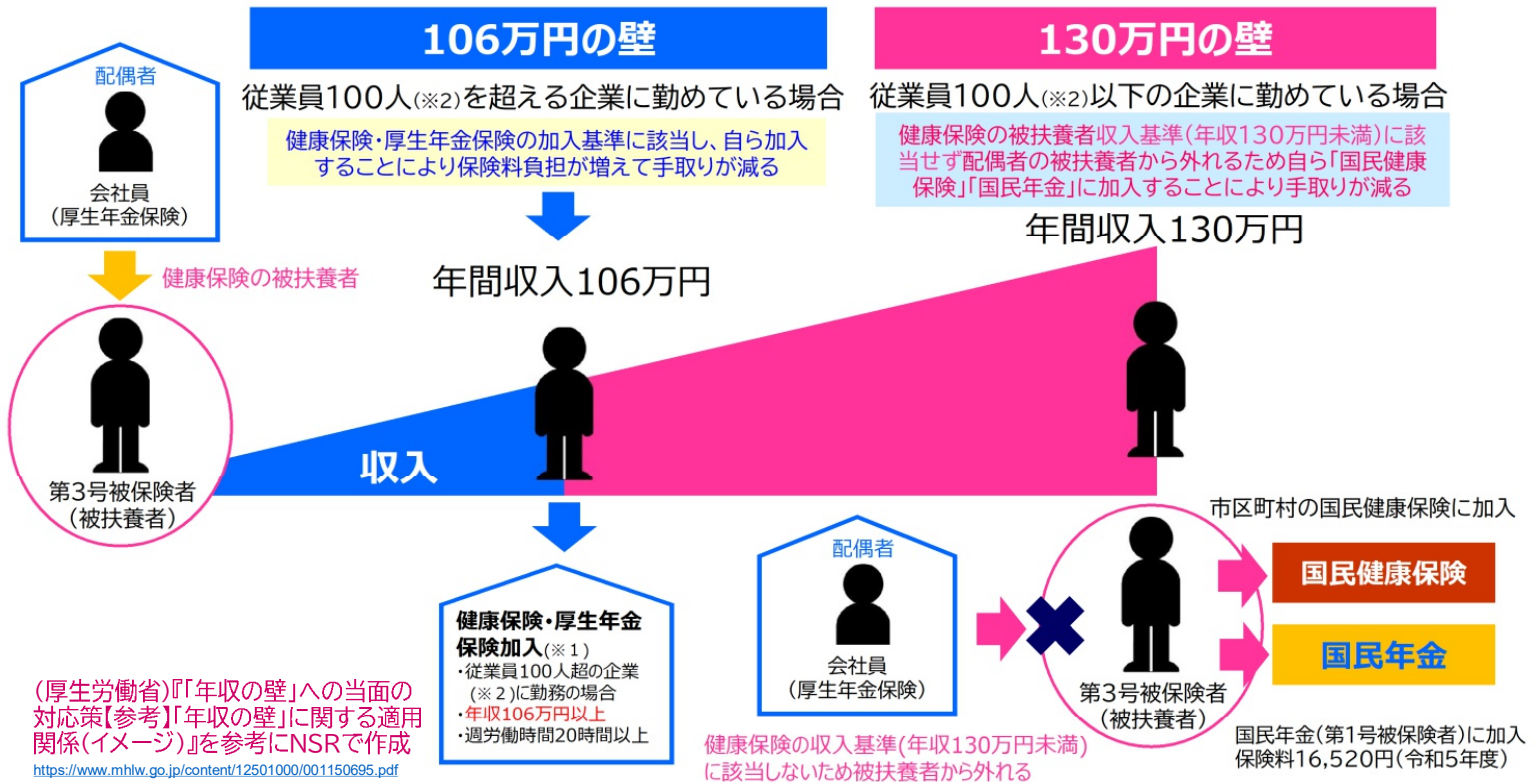 106万円の壁
従業員100人(※2)を超える企業に勤めている場合
健康保険・厚生年金保険の加入基準に該当し、自ら加入
することにより保険料負担が増えて手取りが減る
130万円の壁
従業員100人(※2)以下の企業に勤めている場合
健康保険の被扶養者収入基準(年収130万円未満)に該
当せず配偶者の被扶養者から外れるため自ら「国民健康
保険」「国民年金」に加入することにより手取りが減る
配偶者
会社員
(厚生年金保険)
健康保険の被扶養者
第3号被保険者
(被扶養者)
年間収入106万円
年間収入130万円
収入
健康保険・厚生年金
保険加入(※1)
・従業員100人超の企業
(※2)に勤務の場合
・年収106万円以上
・週労働時間20時間以上
配偶者
会社員
(厚生年金保険)
健康保険の収入基準(年収130万円未満)
に該当しないため被扶養者から外れる
第3号被保険者
(被扶養者)
市区町村の国民健康保険に加入
国民健康保険
国民年金
国民年金(第1号被保険者)に加入
保険料16,520円(令和5年度)
(厚生労働省)『「年収の壁」への当面の
対応策【参考】「年収の壁」に関する適用
関係(イメージ)』を参考にNSRで作成
https://www.mhlw.go.jp/content/12501000/001150695.pdf